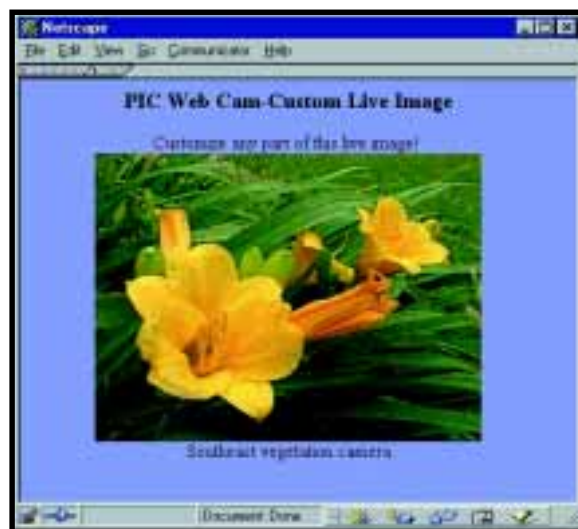 Netscape
File Edit View Go Communicator Help
PIC Web Cam-Custom Live Image
Customize any part of this live image!
Southeast vegetation camera
Document Done